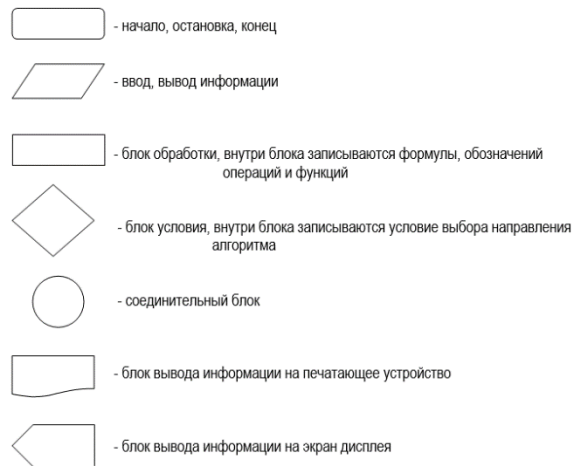 - начало, остановка, конец
- ввод, вывод информации
- блок обработки, внутри блока записываются формулы, обозначений
операций и функций
- блок условия, внутри блока записываются условие выбора направления
алгоритма
- соединительный блок
- блок вывода информации на печатающее устройство
- блок вывода информации на экран дисплея